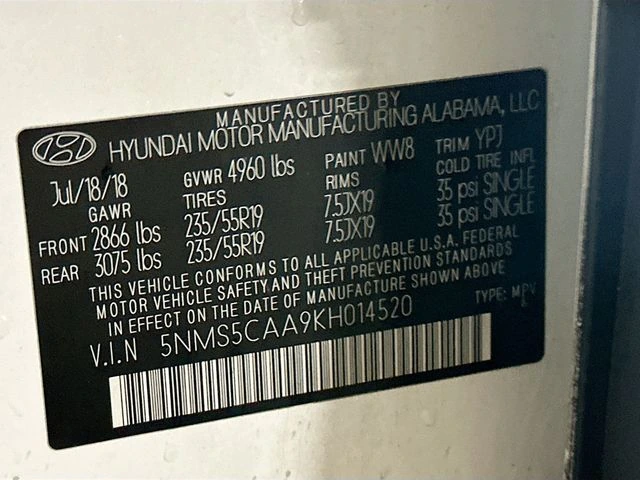 MANUFACTURED BY
HYUNDAI MOTOR MANUFACTURING ALABAMA, LLC
Jul/18/18 GVWR 4960 lbs PAINT WW8 TRIM YPJ
GAWR TIRES RIMS COLD TIRE INFL
FRONT 2866 lbs 235/55R19 7.5JX19 35 psi SINGLE
REAR 3075 lbs 235/55R19 7.5JX19 35 psi SINGLE
THIS VEHICLE CONFORMS TO ALL APPLICABLE U.S.A. FEDERAL
MOTOR VEHICLE SAFETY AND THEFT PREVENTION STANDARDS
IN EFFECT ON THE DATE OF MANUFACTURE SHOWN ABOVE
V.I.N 5NMS5CAA9KH014520 TYPE: MPV